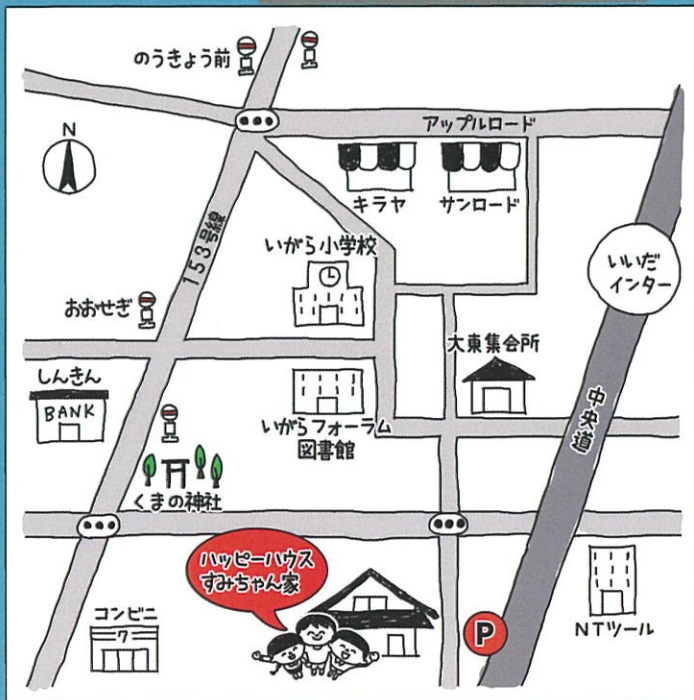 のうきょう前
N
アップルロード
キラヤ
サンロード
153号線
いがら小学校
いいだ
インター
おおせぎ
大東集会所
しんきん
BANK
いがらフォーラム
図書館
中央道
くまの神社
ハッピーハウス
すみちゃん家
コンビニ
7
P
NTツール